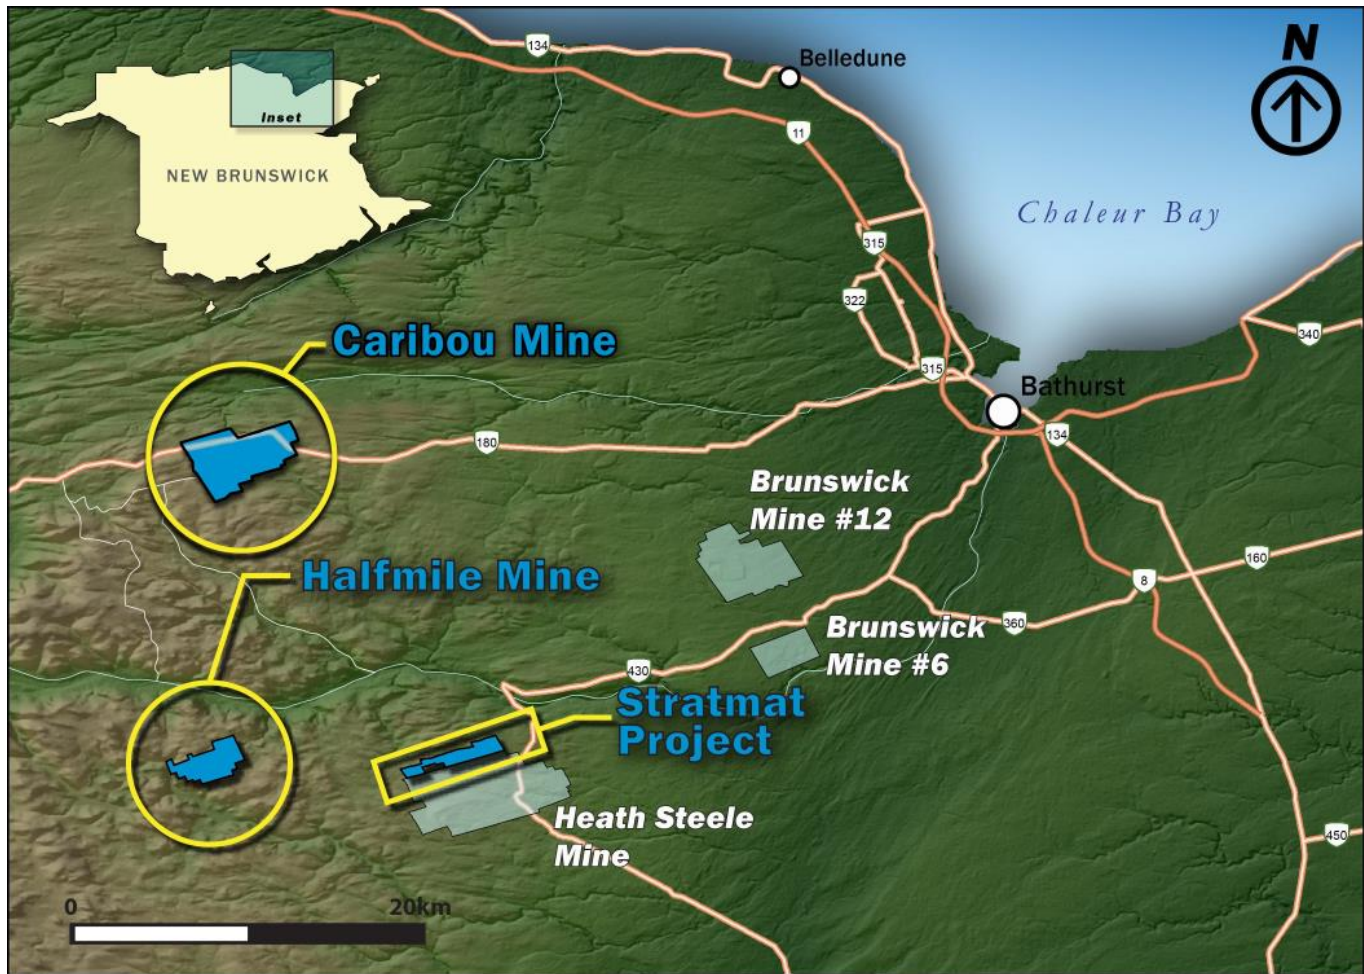 134
Belledune
N
11
Inset
NEW BRUNSWICK
Chaleur Bay
315
322
340
Caribou Mine
315
Bathurst
134
180
Brunswick
Mine #12
160
8
Halfmile Mine
360
Brunswick
Mine #6
430
Stratmat
Project
Heath Steele
Mine
450
0
20km